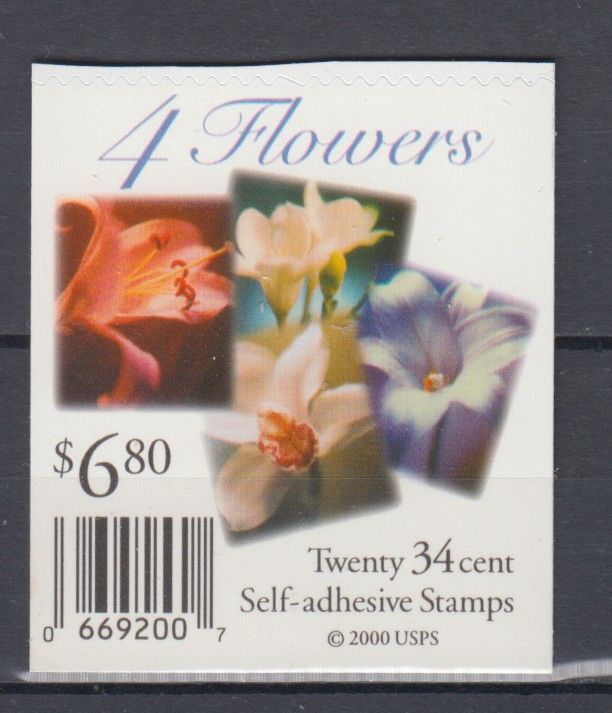 4 Flowers
$6 80
Twenty 34 cent
Self-adhesive Stamps
© 2000 USPS
0 669200 7